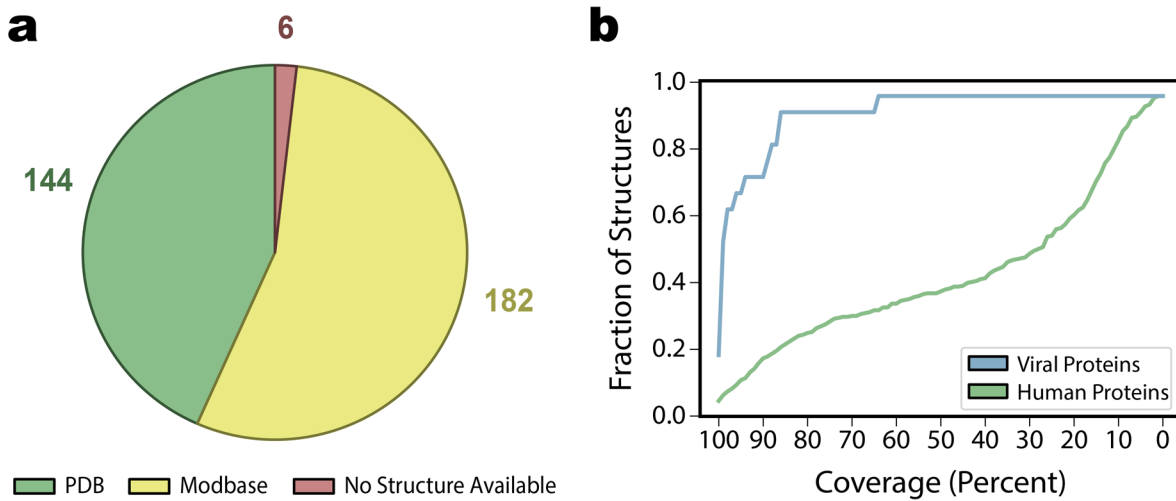 a
6
144
182
PDB
Modbase
No Structure Available
b
Fraction of Structures
1.0
0.8
0.6
0.4
0.2
0.0
100 90 80 70 60 50 40 30 20 10 0
Coverage (Percent)
Viral Proteins
Human Proteins